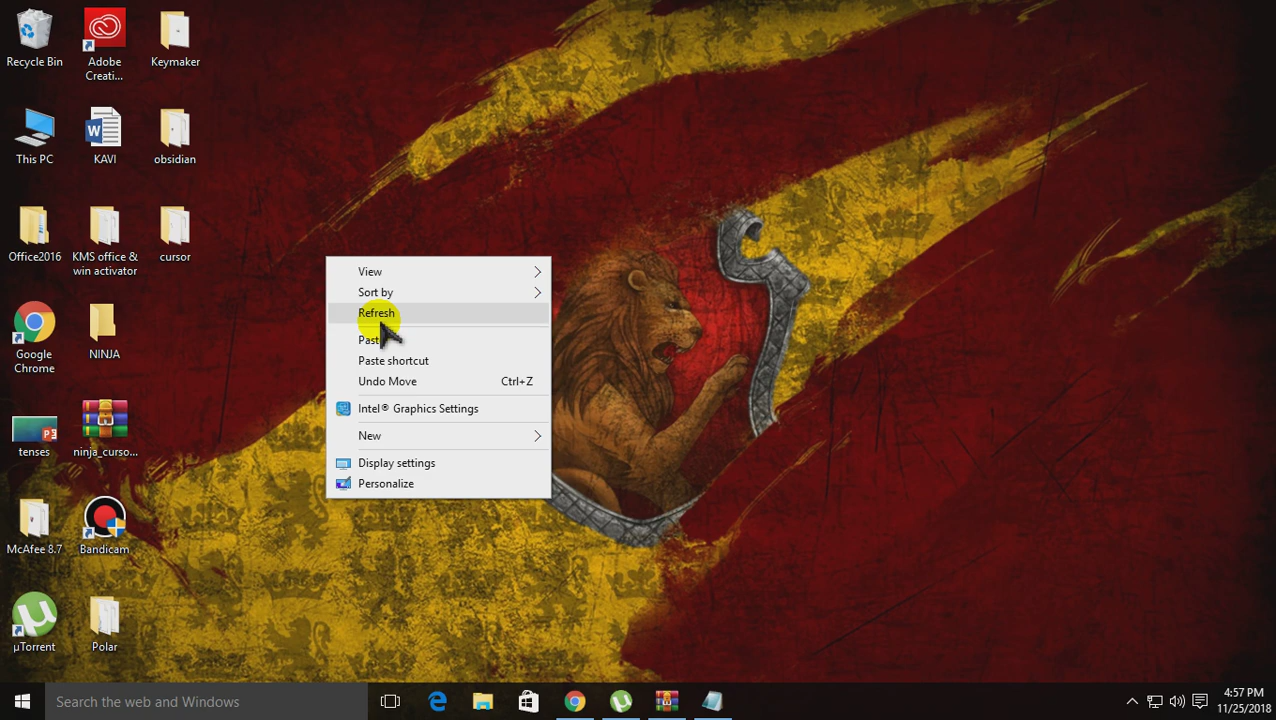 Recycle Bin
Adobe
Creati...
Keymaker
This PC
KAVI
obsidian
Office2016
KMS office &
win activator
cursor
Google
Chrome
NINJA
tenses
ninja_curso...
McAfee 8.7
Bandicam
µTorrent
Polar
View
Sort by
Refresh
Paste shortcut
Undo Move Ctrl+Z
Intel® Graphics Settings
New
Display settings
Personalize
Search the web and Windows
4:57 PM
11/25/2018